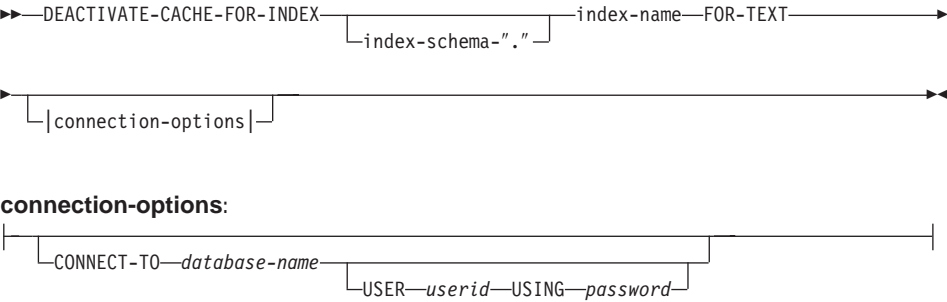 DEACTIVATE-CACHE-FOR-INDEX index-name FOR-TEXT
index-schema-"."
|connection-options|
connection-options:
CONNECT-TO database-name
USER userid USING password